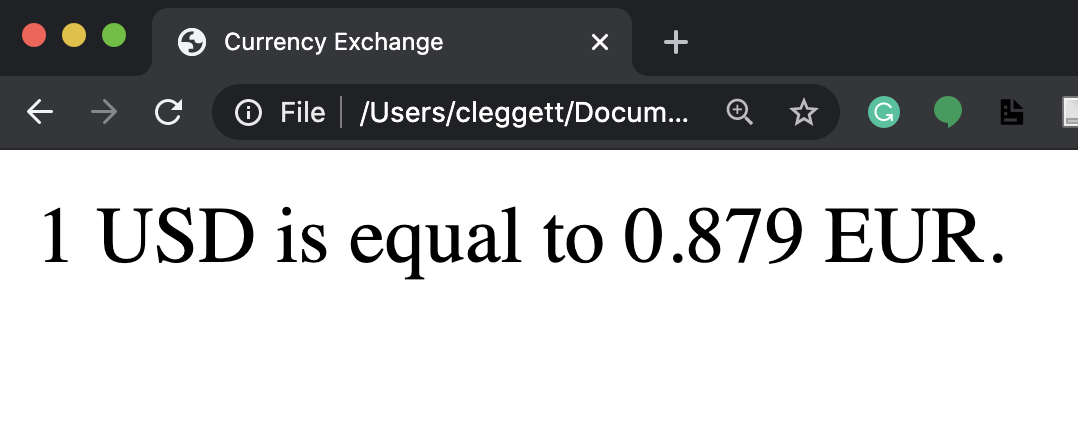 Currency Exchange
File /Users/cleggett/Docum...
1 USD is equal to 0.879 EUR.